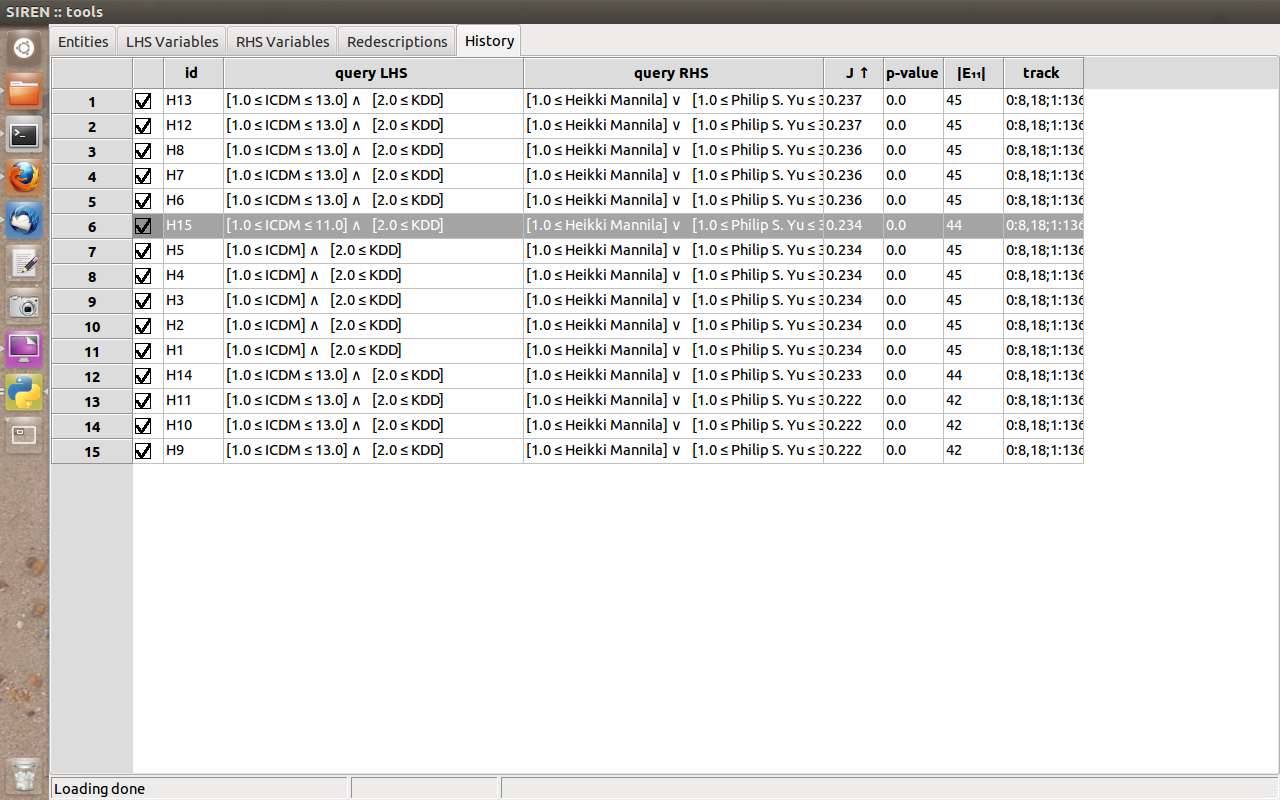 SIREN :: tools
Entities LHS Variables RHS Variables Redescriptions History
id query LHS query RHS J ↑ p-value |E₁₁| track
1 H13 [1.0 ≤ ICDM ≤ 13.0] ∧ [2.0 ≤ KDD] [1.0 ≤ Heikki Mannila] ∨ [1.0 ≤ Philip S. Yu ≤ 3 0.237 0.0 45 0:8,18;1:136
2 H12 [1.0 ≤ ICDM ≤ 13.0] ∧ [2.0 ≤ KDD] [1.0 ≤ Heikki Mannila] ∨ [1.0 ≤ Philip S. Yu ≤ 3 0.237 0.0 45 0:8,18;1:136
3 H8 [1.0 ≤ ICDM ≤ 13.0] ∧ [2.0 ≤ KDD] [1.0 ≤ Heikki Mannila] ∨ [1.0 ≤ Philip S. Yu ≤ 3 0.236 0.0 45 0:8,18;1:136
4 H7 [1.0 ≤ ICDM ≤ 13.0] ∧ [2.0 ≤ KDD] [1.0 ≤ Heikki Mannila] ∨ [1.0 ≤ Philip S. Yu ≤ 3 0.236 0.0 45 0:8,18;1:136
5 H6 [1.0 ≤ ICDM ≤ 13.0] ∧ [2.0 ≤ KDD] [1.0 ≤ Heikki Mannila] ∨ [1.0 ≤ Philip S. Yu ≤ 3 0.236 0.0 45 0:8,18;1:136
6 H15 [1.0 ≤ ICDM ≤ 11.0] ∧ [2.0 ≤ KDD] [1.0 ≤ Heikki Mannila] ∨ [1.0 ≤ Philip S. Yu ≤ 3 0.234 0.0 44 0:8,18;1:136
7 H5 [1.0 ≤ ICDM] ∧ [2.0 ≤ KDD] [1.0 ≤ Heikki Mannila] ∨ [1.0 ≤ Philip S. Yu ≤ 3 0.234 0.0 45 0:8,18;1:136
8 H4 [1.0 ≤ ICDM] ∧ [2.0 ≤ KDD] [1.0 ≤ Heikki Mannila] ∨ [1.0 ≤ Philip S. Yu ≤ 3 0.234 0.0 45 0:8,18;1:136
9 H3 [1.0 ≤ ICDM] ∧ [2.0 ≤ KDD] [1.0 ≤ Heikki Mannila] ∨ [1.0 ≤ Philip S. Yu ≤ 3 0.234 0.0 45 0:8,18;1:136
10 H2 [1.0 ≤ ICDM] ∧ [2.0 ≤ KDD] [1.0 ≤ Heikki Mannila] ∨ [1.0 ≤ Philip S. Yu ≤ 3 0.234 0.0 45 0:8,18;1:136
11 H1 [1.0 ≤ ICDM] ∧ [2.0 ≤ KDD] [1.0 ≤ Heikki Mannila] ∨ [1.0 ≤ Philip S. Yu ≤ 3 0.234 0.0 45 0:8,18;1:136
12 H14 [1.0 ≤ ICDM ≤ 13.0] ∧ [2.0 ≤ KDD] [1.0 ≤ Heikki Mannila] ∨ [1.0 ≤ Philip S. Yu ≤ 3 0.233 0.0 44 0:8,18;1:136
13 H11 [1.0 ≤ ICDM ≤ 13.0] ∧ [2.0 ≤ KDD] [1.0 ≤ Heikki Mannila] ∨ [1.0 ≤ Philip S. Yu ≤ 3 0.222 0.0 42 0:8,18;1:136
14 H10 [1.0 ≤ ICDM ≤ 13.0] ∧ [2.0 ≤ KDD] [1.0 ≤ Heikki Mannila] ∨ [1.0 ≤ Philip S. Yu ≤ 3 0.222 0.0 42 0:8,18;1:136
15 H9 [1.0 ≤ ICDM ≤ 13.0] ∧ [2.0 ≤ KDD] [1.0 ≤ Heikki Mannila] ∨ [1.0 ≤ Philip S. Yu ≤ 3 0.222 0.0 42 0:8,18;1:136
Loading done